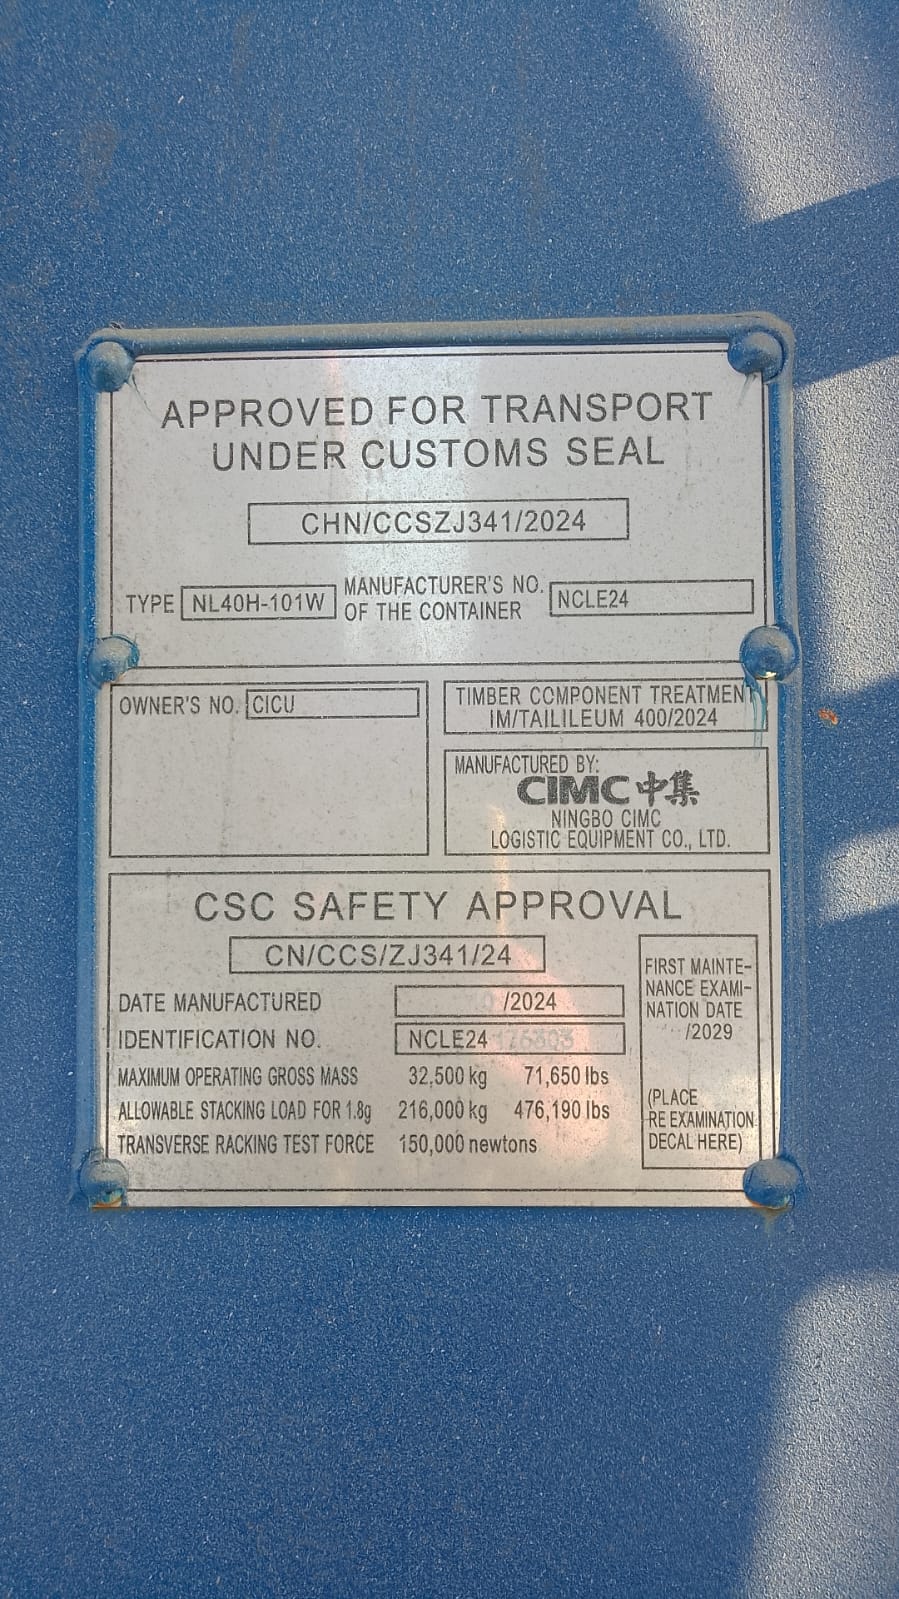 APPROVED FOR TRANSPORT
UNDER CUSTOMS SEAL
CHN/CCSZJ341/2024
TYPE NL40H-101W MANUFACTURER'S NO. OF THE CONTAINER NCLE24
OWNER'S NO. CICU
TIMBER COMPONENT TREATMENT
IM/TAILILEUM 400/2024
MANUFACTURED BY:
CIMC 中集
NINGBO CIMC
LOGISTIC EQUIPMENT CO., LTD.
CSC SAFETY APPROVAL
CN/CCS/ZJ341/24
DATE MANUFACTURED /2024
IDENTIFICATION NO. NCLE24
MAXIMUM OPERATING GROSS MASS 32,500 kg 71,650 lbs
ALLOWABLE STACKING LOAD FOR 1.8g 216,000 kg 476,190 lbs
TRANSVERSE RACKING TEST FORCE 150,000 newtons
FIRST MAINTE-
NANCE EXAMI-
NATION DATE
/2029
(PLACE
RE EXAMINATION
DECAL HERE)